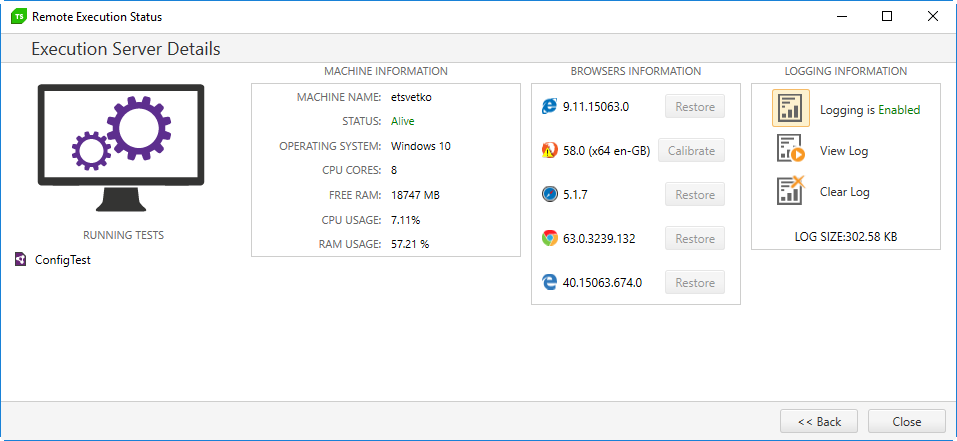 TS Remote Execution Status
Execution Server Details
RUNNING TESTS
ConfigTest
MACHINE INFORMATION
MACHINE NAME: etsvetko
STATUS: Alive
OPERATING SYSTEM: Windows 10
CPU CORES: 8
FREE RAM: 18747 MB
CPU USAGE: 7.11%
RAM USAGE: 57.21 %
BROWSERS INFORMATION
9.11.15063.0 Restore
58.0 (x64 en-GB) Calibrate
5.1.7 Restore
63.0.3239.132 Restore
40.15063.674.0 Restore
LOGGING INFORMATION
Logging is Enabled
View Log
Clear Log
LOG SIZE:302.58 KB
<< Back Close